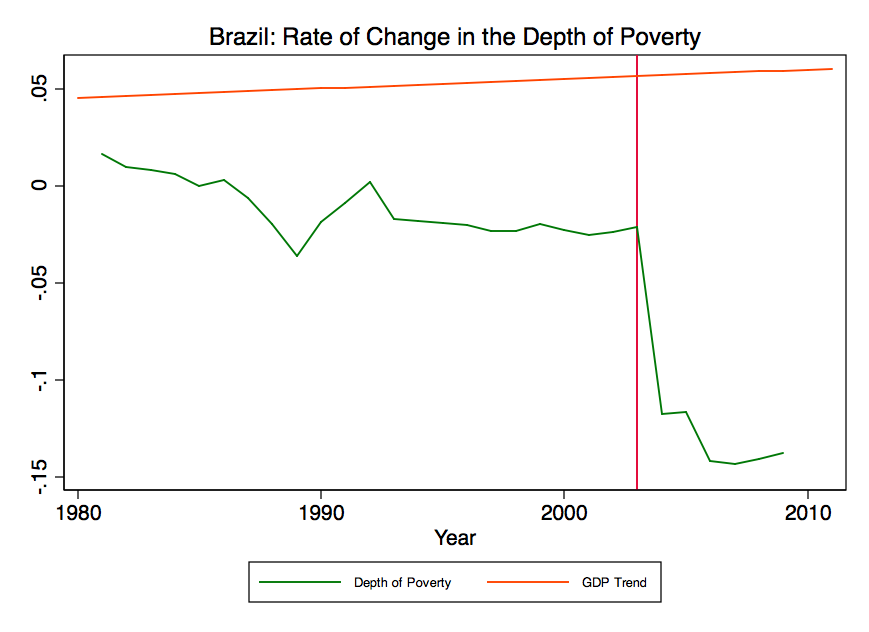 Brazil: Rate of Change in the Depth of Poverty
.05
0
-.05
-.1
-.15
1980 1990 2000 2010
Year
Depth of Poverty GDP Trend